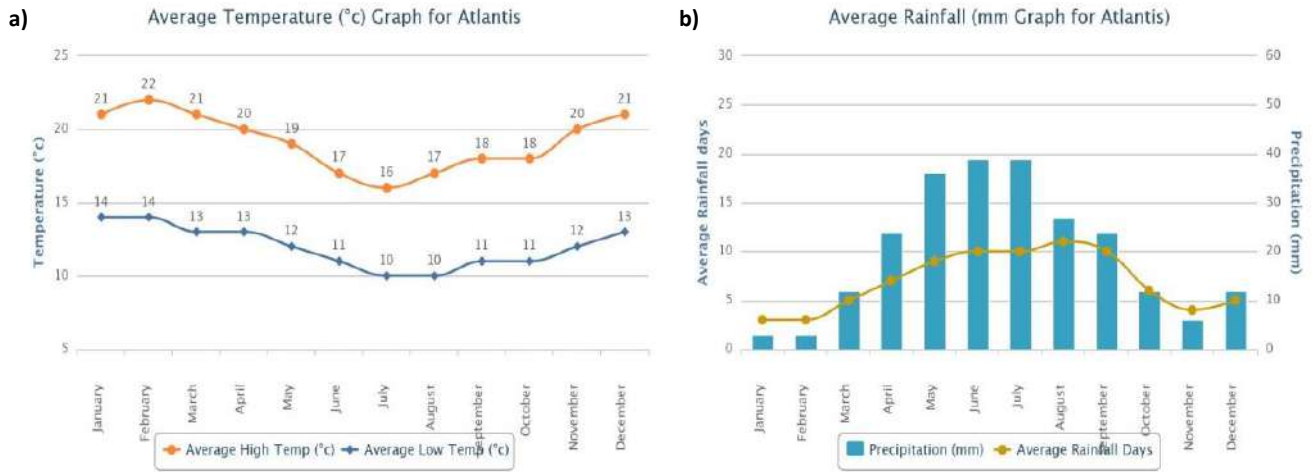 a)
Average Temperature (°c) Graph for Atlantis
25
20
15
10
5
Temperature (°c)
21
22
21
20
19
17
16
17
18
18
20
21
14
14
13
13
12
11
10
10
11
11
12
13
January
February
March
April
May
June
July
August
September
October
November
December
Average High Temp (°c)
Average Low Temp (°c)
b)
Average Rainfall (mm Graph for Atlantis)
30
25
20
15
10
5
0
Average Rainfall days
60
50
40
30
20
10
0
Precipitation (mm)
January
February
March
April
May
June
July
August
September
October
November
December
Precipitation (mm)
Average Rainfall Days